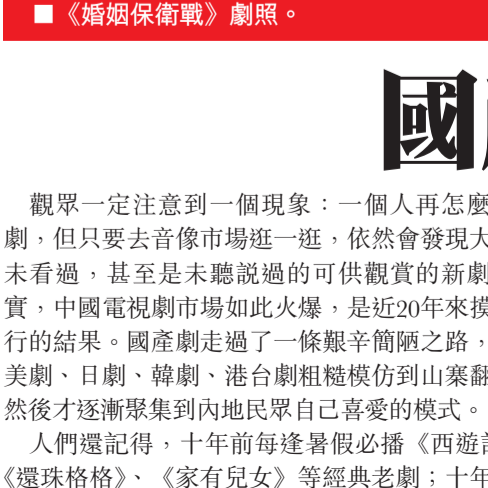 ■《婚姻保衛戰》劇照。
國
觀眾一定注意到一個現象：一個人再怎麼
劇，但只要去音像市場逛一逛，依然會發現大
未看過，甚至是未聽説過的可供觀賞的新劇
實，中國電視劇市場如此火爆，是近20年來摸
行的結果。國產劇走過了一條艱辛簡陋之路，
美劇、日劇、韓劇、港台劇粗糙模仿到山寨翻
然後才逐漸聚集到內地民眾自己喜愛的模式。
人們還記得，十年前每逢暑假必播《西遊記
《還珠格格》、《家有兒女》等經典老劇；十年